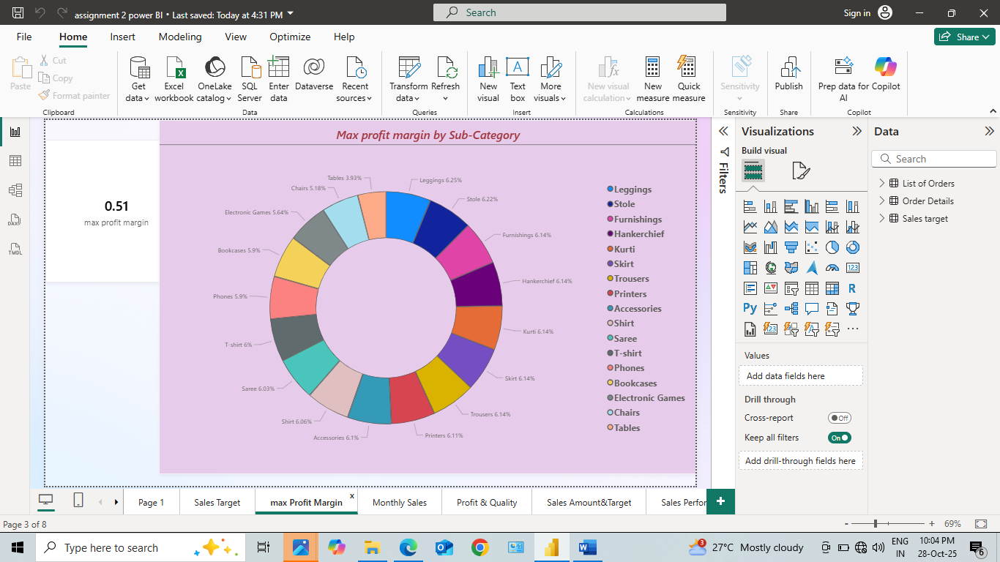 assignment 2 power BI • Last saved: Today at 4:31 PM
Search
Sign in
File Home Insert Modeling View Optimize Help
Share
Paste
Cut
Copy
Format painter
Clipboard
Get data
Excel workbook
OneLake catalog
SQL Server
Enter data
Dataverse
Recent sources
Data
Transform data
Refresh
Queries
New visual
Text box
More visuals
Insert
New visual calculation
New measure
Quick measure
Calculations
Sensitivity
Sensitivity
Publish
Share
Prep data for AI
Copilot
Copilot
DAX
TMDL
0.51
max profit margin
Max profit margin by Sub-Category
Leggings 6.25%
Stole 6.22%
Furnishings 6.14%
Hankerchief 6.14%
Kurti 6.14%
Skirt 6.14%
Trousers 6.14%
Printers 6.11%
Accessories 6.1%
Shirt 6.06%
Saree 6.03%
T-shirt 6%
Phones 5.9%
Bookcases 5.9%
Electronic Games 5.64%
Chairs 5.18%
Tables 3.93%
Leggings
Stole
Furnishings
Hankerchief
Kurti
Skirt
Trousers
Printers
Accessories
Shirt
Saree
T-shirt
Phones
Bookcases
Electronic Games
Chairs
Tables
Filters
Visualizations
Build visual
123
R
Py
123
Values
Add data fields here
Drill through
Cross-report
Off
Keep all filters
On
Add drill-through fields here
Data
Search
List of Orders
Order Details
Sales target
Page 1
Sales Target
max Profit Margin
x
Monthly Sales
Profit & Quality
Sales Amount&Target
Sales Perfor
+
Page 3 of 8
- + 69%
Type here to search
3
27°C Mostly cloudy
ENG
IN
10:04 PM
28-Oct-25
6